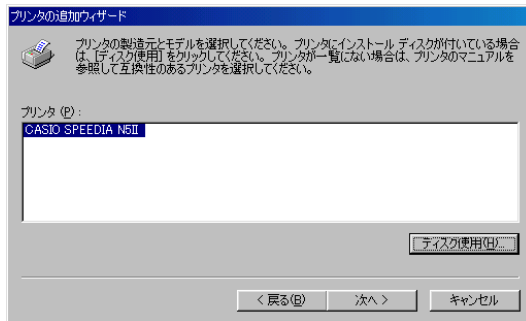 プリンタの追加ウィザード
プリンタの製造元とモデルを選択してください。プリンタにインストール ディスクが付いている場合
は、[ディスク使用] をクリックしてください。プリンタが一覧にない場合は、プリンタのマニュアルを
参照して互換性のあるプリンタを選択してください。
プリンタ (P) :
CASIO SPEEDIA N5II
ディスク使用(H)...
< 戻る(B)
次へ >
キャンセル